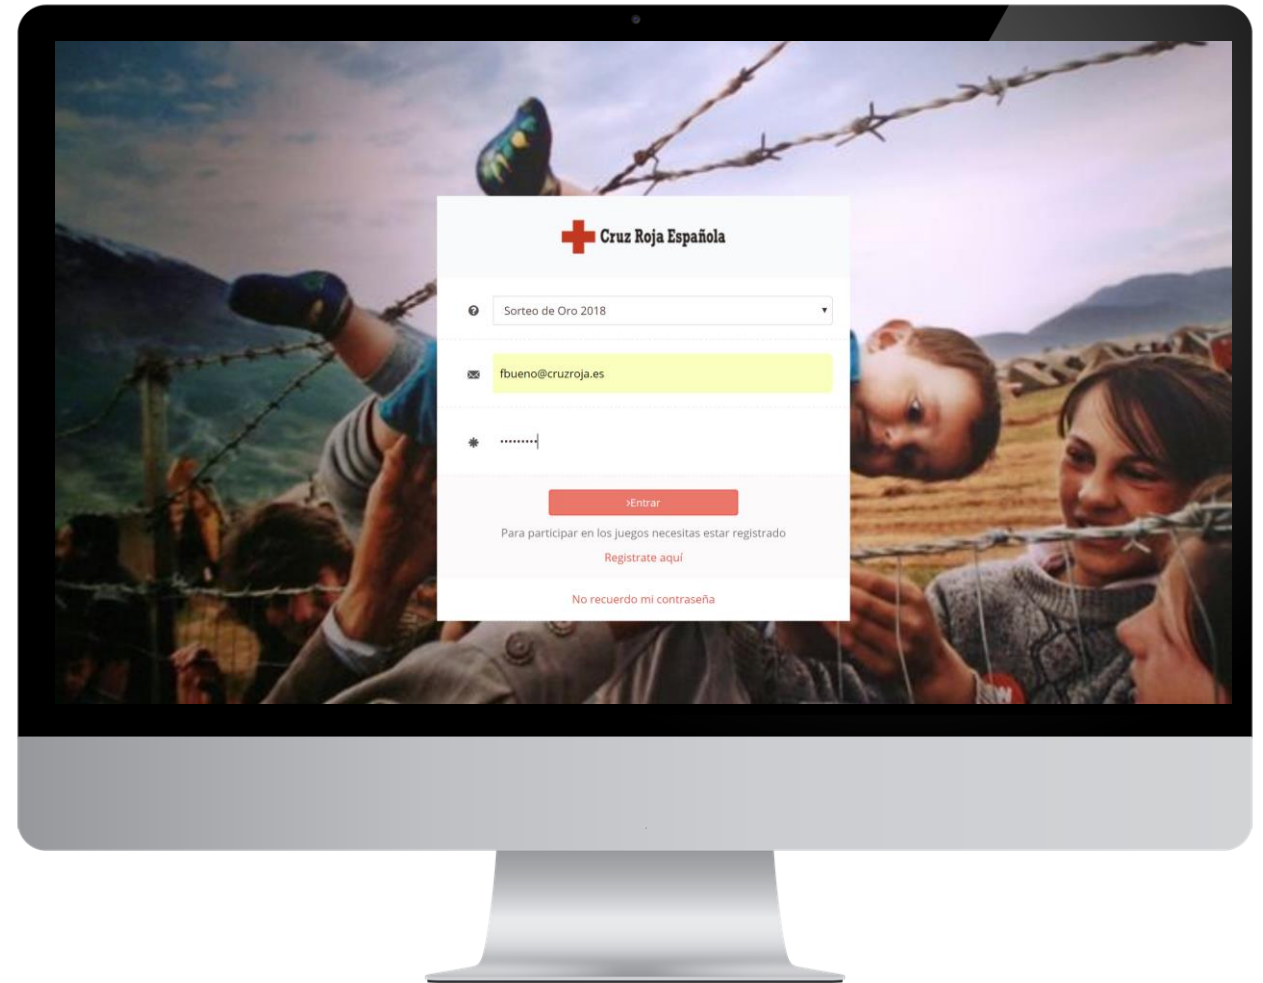 Cruz Roja Española
Sorteo de Oro 2018
fbueno@cruzroja.es
•••••••••
›Entrar
Para participar en los juegos necesitas estar registrado
Registrate aquí
No recuerdo mi contraseña